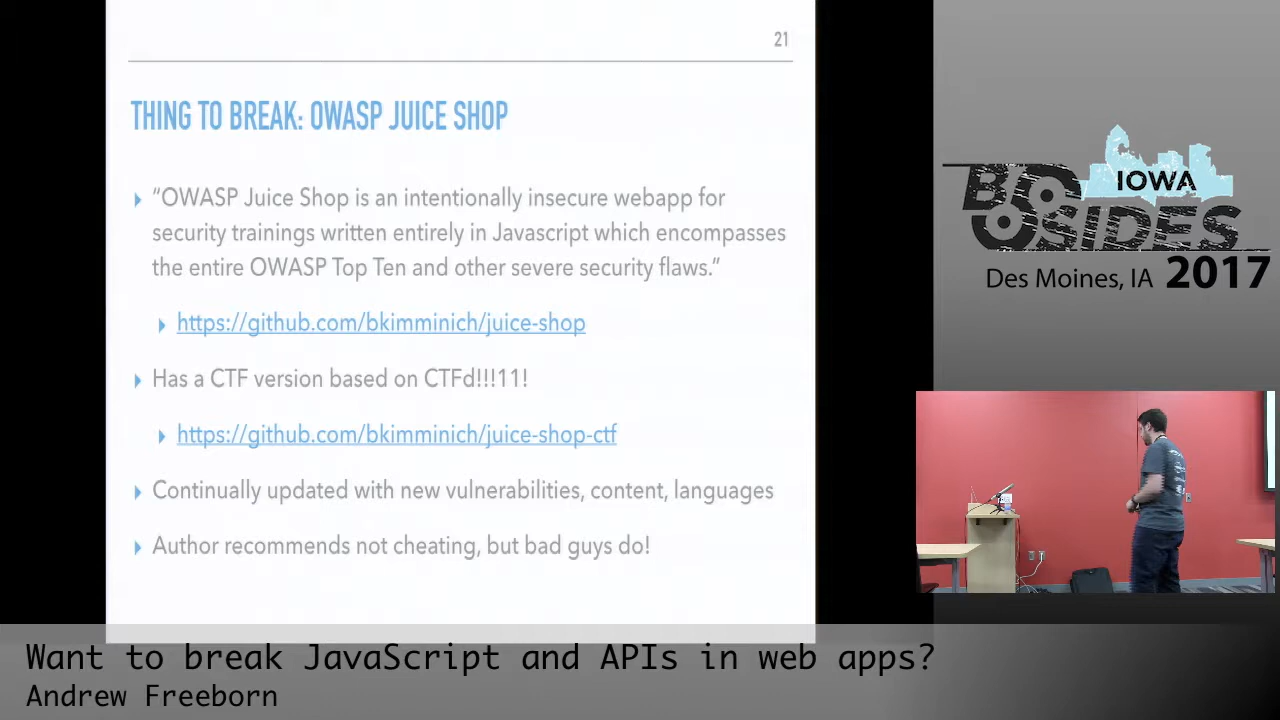 21
THING TO BREAK: OWASP JUICE SHOP
“OWASP Juice Shop is an intentionally insecure webapp for
security trainings written entirely in Javascript which encompasses
the entire OWASP Top Ten and other severe security flaws.”
https://github.com/bkimminich/juice-shop
Has a CTF version based on CTFd!!!11!
https://github.com/bkimminich/juice-shop-ctf
Continually updated with new vulnerabilities, content, languages
Author recommends not cheating, but bad guys do!
IOWA
BSIDES
Des Moines, IA 2017
Want to break JavaScript and APIs in web apps?
Andrew Freeborn